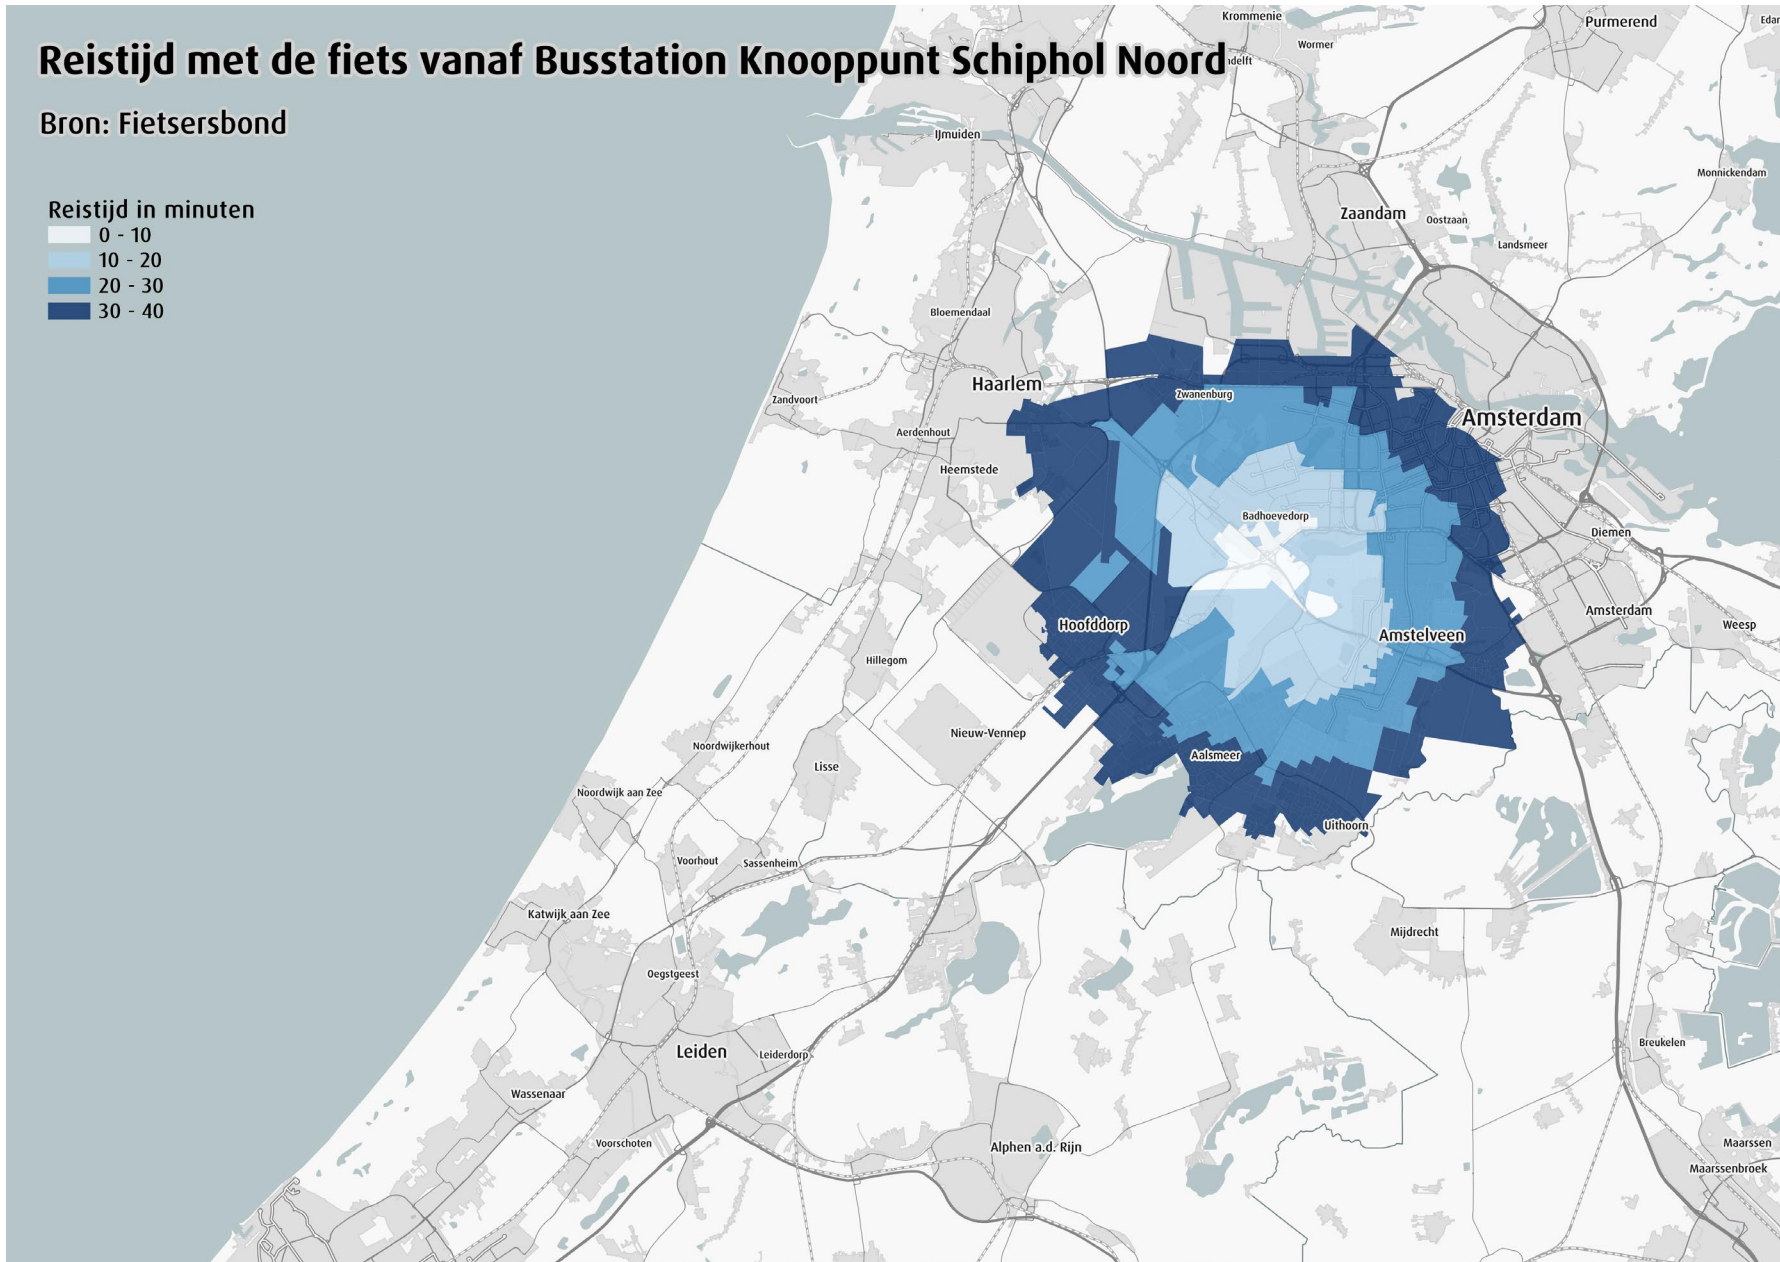 Reistijd met de fiets vanaf Busstation Knooppunt Schiphol Noord
Bron: Fietsersbond
Reistijd in minuten
0 - 10
10 - 20
20 - 30
30 - 40
Krommenie
Purmerend
Wormer
IJmuiden
Monnickendam
Zaandam
Oostzaan
Landsmeer
Bloemendaal
Haarlem
Zwanenburg
Zandvoort
Amsterdam
Aerdenhout
Heemstede
Badhoevedorp
Diemen
Amsterdam
Hoofddorp
Amstelveen
Weesp
Hillegom
Nieuw-Vennep
Noordwijkerhout
Aalsmeer
Lisse
Noordwijk aan Zee
Uithoorn
Voorhout
Sassenheim
Katwijk aan Zee
Mijdrecht
Oegstgeest
Breukelen
Leiden
Leiderdorp
Wassenaar
Voorschoten
Alphen a.d. Rijn
Maarssen
Maarssenbroek